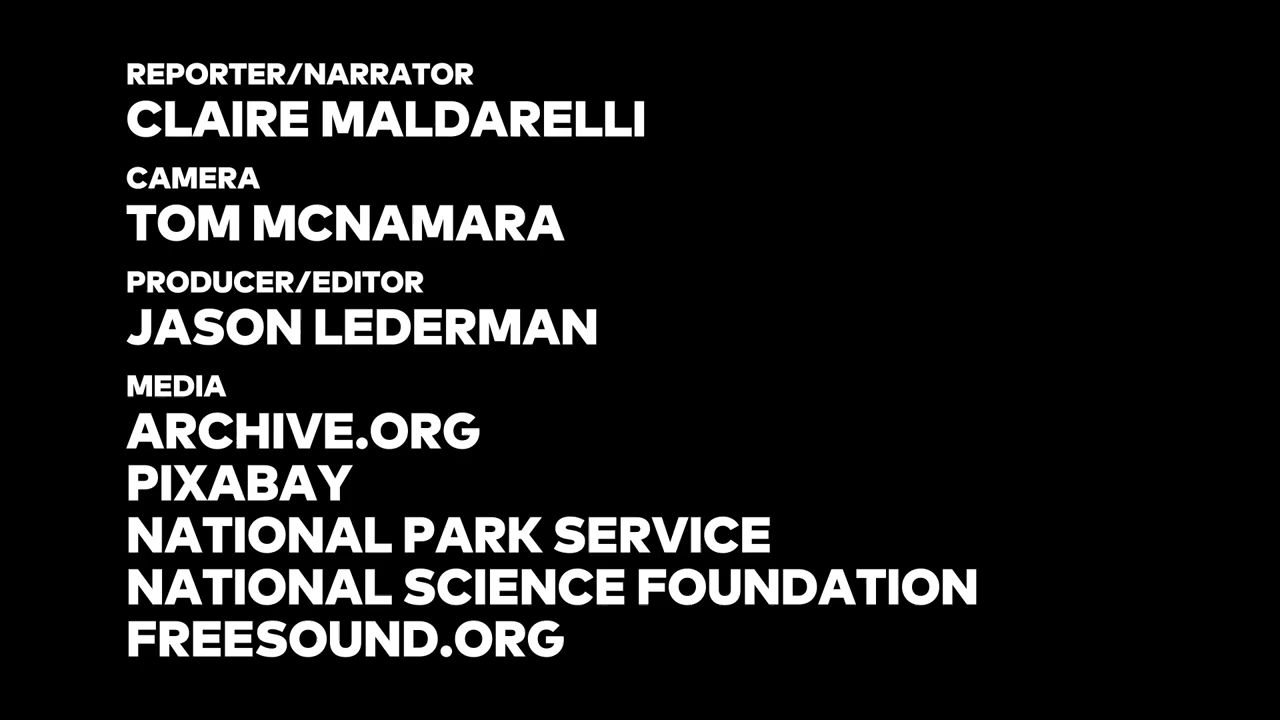 REPORTER/NARRATOR
CLAIRE MALDARELLI
CAMERA
TOM MCNAMARA
PRODUCER/EDITOR
JASON LEDERMAN
MEDIA
ARCHIVE.ORG
PIXABAY
NATIONAL PARK SERVICE
NATIONAL SCIENCE FOUNDATION
FREESOUND.ORG